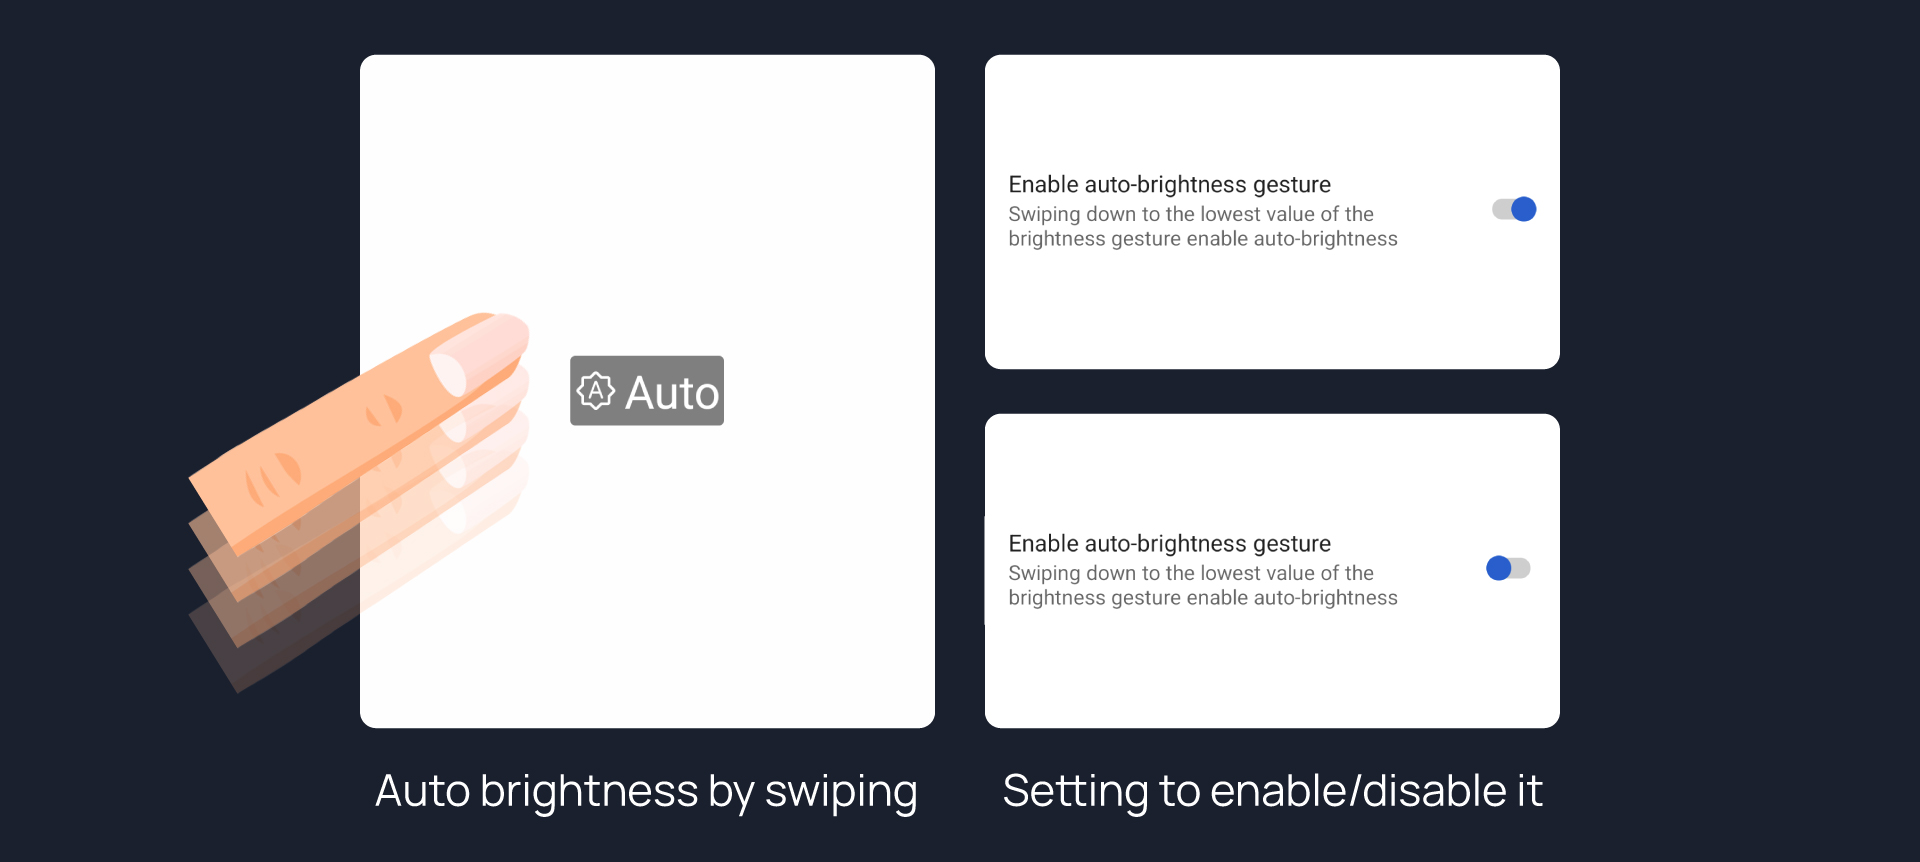 A Auto
Enable auto-brightness gesture
Swiping down to the lowest value of the
brightness gesture enable auto-brightness
Enable auto-brightness gesture
Swiping down to the lowest value of the
brightness gesture enable auto-brightness
Auto brightness by swiping
Setting to enable/disable it